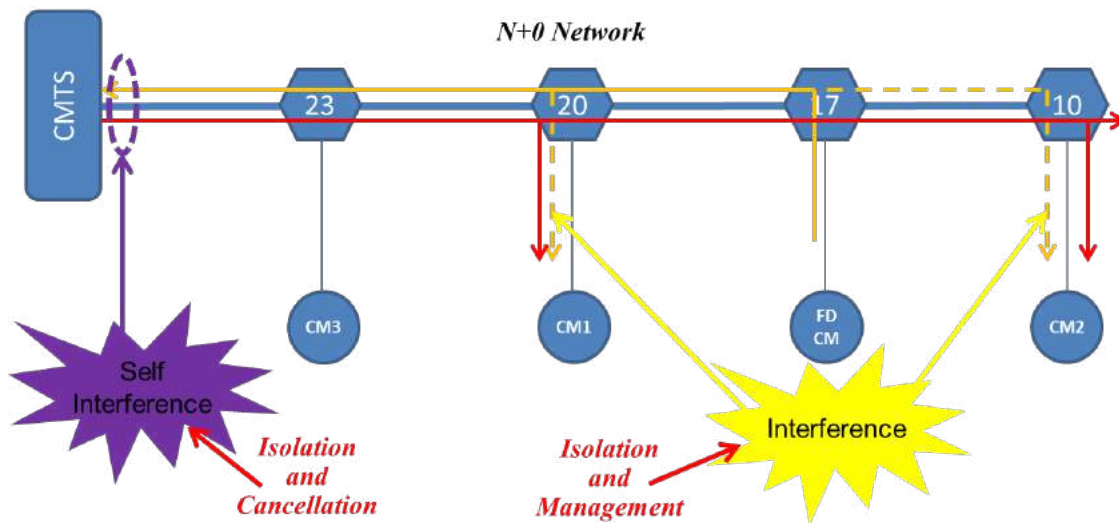 N+0 Network
CMTS
23
20
17
10
CM3
CM1
FD
CM
CM2
Self
Interference
Interference
Isolation
and
Cancellation
Isolation
and
Management